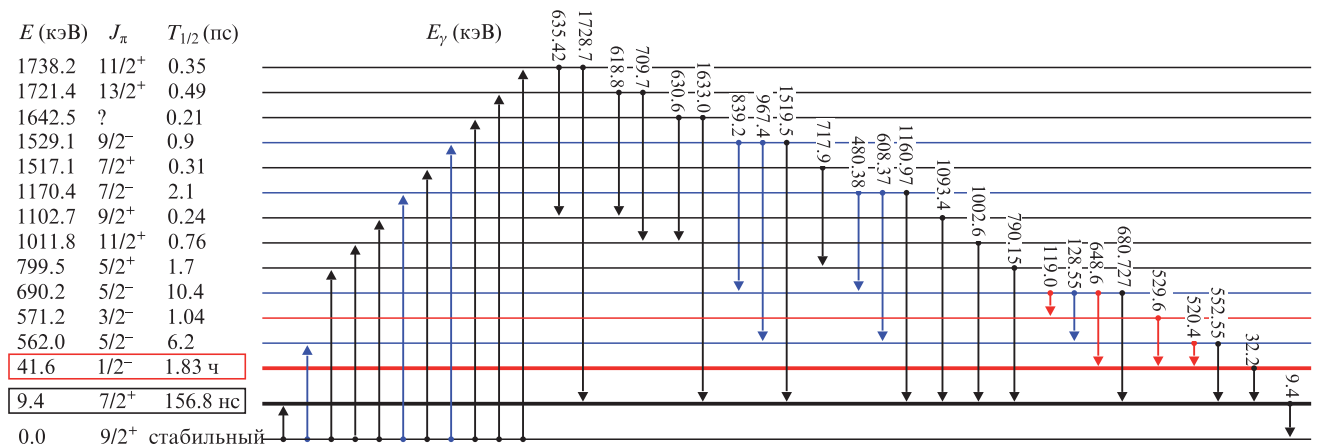 E (кэВ) Jπ T1/2 (пс) Eγ (кэВ)
1738.2 11/2+ 0.35
1721.4 13/2+ 0.49
1642.5 ? 0.21
1529.1 9/2− 0.9
1517.1 7/2+ 0.31
1170.4 7/2− 2.1
1102.7 9/2+ 0.24
1011.8 11/2+ 0.76
799.5 5/2+ 1.7
690.2 5/2− 10.4
571.2 3/2− 1.04
562.0 5/2− 6.2
41.6 1/2− 1.83 ч
9.4 7/2+ 156.8 нс
0.0 9/2+ стабильный
635.42
1728.7
618.8
709.7
630.6
1633.0
839.2
967.4
1519.5
717.9
480.38
608.37
1160.97
1093.4
1002.6
790.15
119.0
128.55
648.6
680.727
529.6
520.4
552.55
32.2
9.4